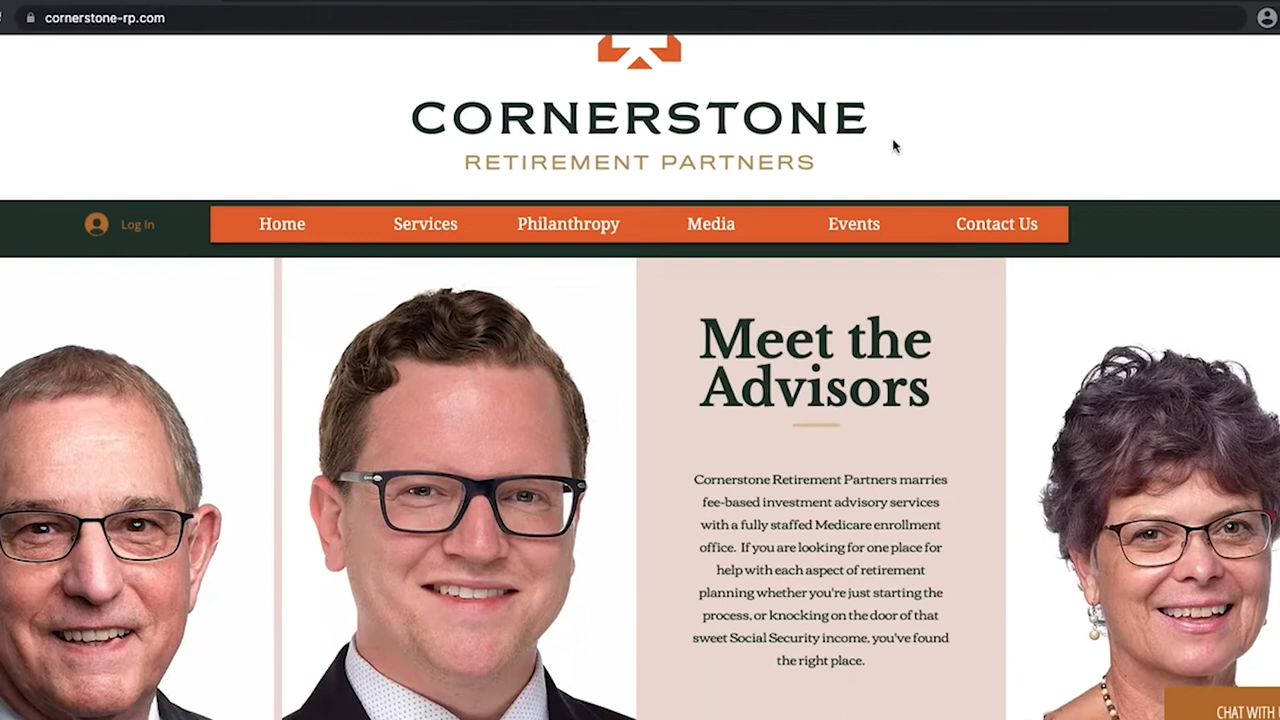 cornerstone-rp.com
CORNERSTONE
RETIREMENT PARTNERS
Log In
Home
Services
Philanthropy
Media
Events
Contact Us
Meet the
Advisors
Cornerstone Retirement Partners marries
fee-based investment advisory services
with a fully staffed Medicare enrollment
office. If you are looking for one place for
help with each aspect of retirement
planning whether you're just starting the
process, or knocking on the door of that
sweet Social Security income, you've found
the right place.
CHAT WITH